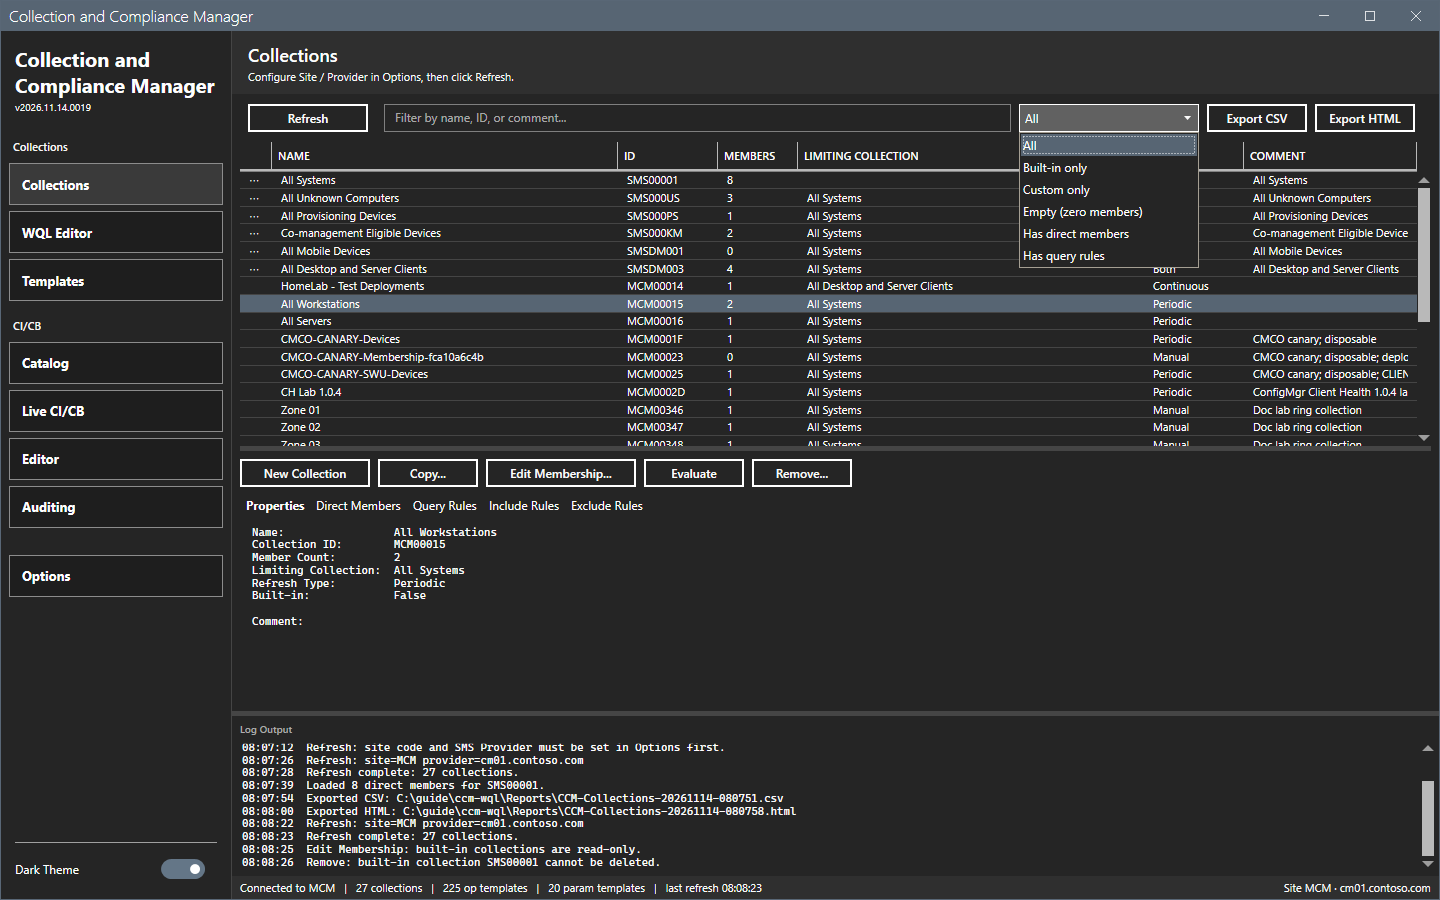 Collection and Compliance Manager
Collection and
Compliance Manager
v2026.11.14.0019
Collections
Collections
WQL Editor
Templates
CI/CB
Catalog
Live CI/CB
Editor
Auditing
Options
Dark Theme
Collections
Configure Site / Provider in Options, then click Refresh.
Refresh
Filter by name, ID, or comment...
All
Export CSV
Export HTML
All
Built-in only
Custom only
Empty (zero members)
Has direct members
Has query rules
NAME ID MEMBERS LIMITING COLLECTION COMMENT
... All Systems SMS00001 8 All Systems
... All Unknown Computers SMS000US 3 All Systems All Unknown Computers
... All Provisioning Devices SMS000PS 1 All Systems All Provisioning Devices
... Co-management Eligible Devices SMS000KM 2 All Systems Co-management Eligible Device
... All Mobile Devices SMSDM001 0 All Systems All Mobile Devices
... All Desktop and Server Clients SMSDM003 4 All Systems Both All Desktop and Server Clients
HomeLab - Test Deployments MCM00014 1 All Desktop and Server Clients Continuous
All Workstations MCM00015 2 All Systems Periodic
All Servers MCM00016 1 All Systems Periodic
CMCO-CANARY-Devices MCM0001F 1 All Systems Periodic CMCO canary; disposable
CMCO-CANARY-Membership-fca10a6c4b MCM00023 0 All Systems Manual CMCO canary; disposable; deplo
CMCO-CANARY-SWU-Devices MCM00025 1 All Systems Periodic CMCO canary; disposable; CLIEN
CH Lab 1.0.4 MCM0002D 1 All Systems Periodic ConfigMgr Client Health 1.0.4 la
Zone 01 MCM00346 1 All Systems Manual Doc lab ring collection
Zone 02 MCM00347 1 All Systems Manual Doc lab ring collection
Zone 03 MCM00348 1 All Systems Manual Doc lab ring collection
New Collection
Copy...
Edit Membership...
Evaluate
Remove...
Properties Direct Members Query Rules Include Rules Exclude Rules
Name: All Workstations
Collection ID: MCM00015
Member Count: 2
Limiting Collection: All Systems
Refresh Type: Periodic
Built-in: False
Comment:
Log Output
08:07:12 Refresh: site code and SMS Provider must be set in Options first.
08:07:26 Refresh: site=MCM provider=cm01.contoso.com
08:07:28 Refresh complete: 27 collections.
08:07:39 Loaded 8 direct members for SMS00001.
08:07:54 Exported CSV: C:\guide\ccm-wql\Reports\CCM-Collections-20261114-080751.csv
08:08:00 Exported HTML: C:\guide\ccm-wql\Reports\CCM-Collections-20261114-080758.html
08:08:22 Refresh: site=MCM provider=cm01.contoso.com
08:08:23 Refresh complete: 27 collections.
08:08:25 Edit Membership: built-in collections are read-only.
08:08:26 Remove: built-in collection SMS00001 cannot be deleted.
Connected to MCM | 27 collections | 225 op templates | 20 param templates | last refresh 08:08:23
Site MCM · cm01.contoso.com